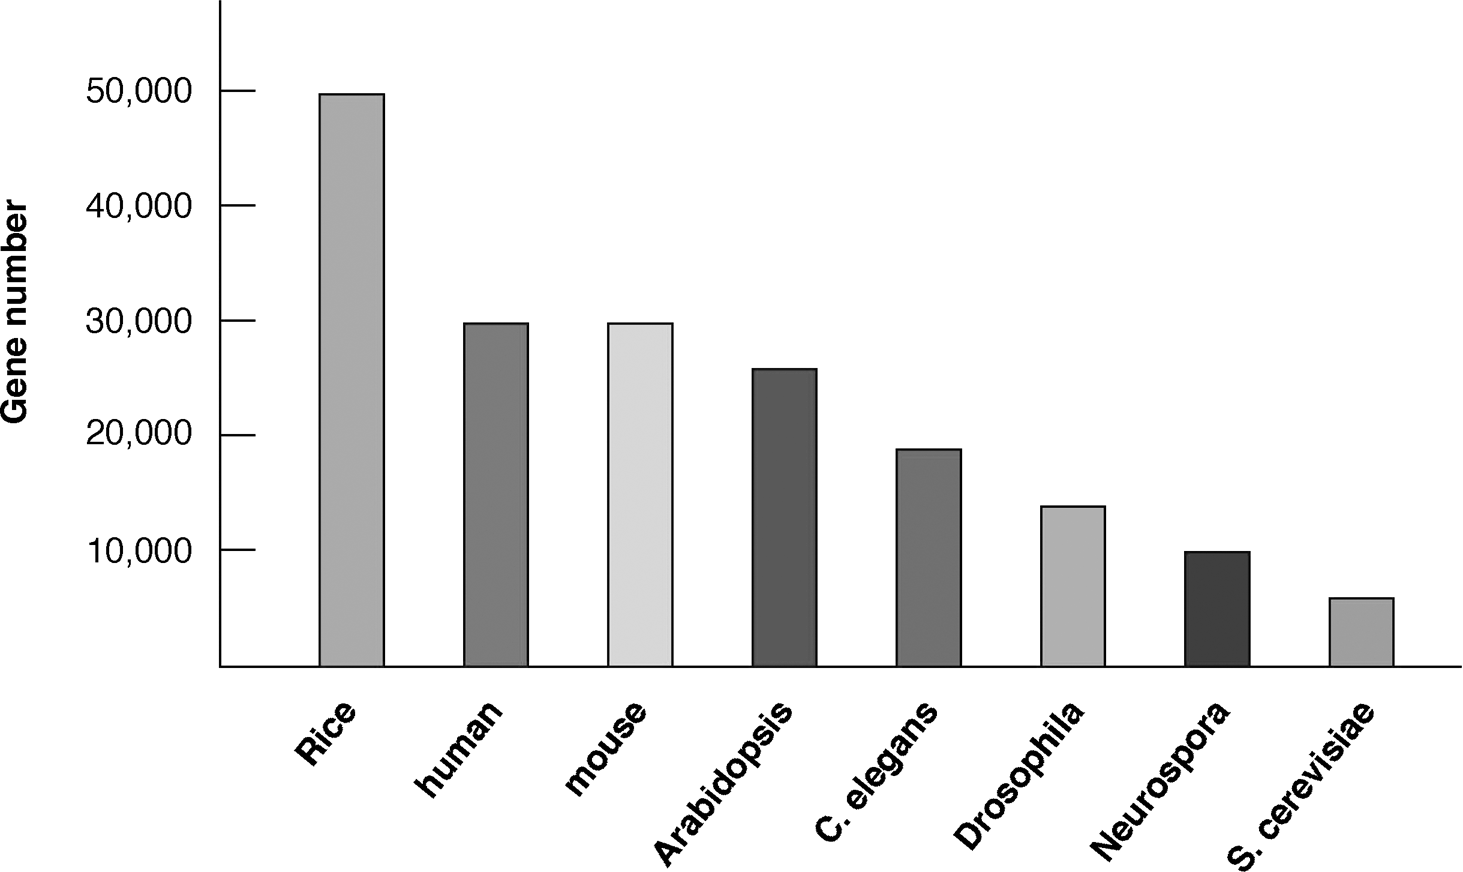 Gene number
50,000
40,000
30,000
20,000
10,000
Rice
human
mouse
Arabidopsis
C. elegans
Drosophila
Neurospora
S. cerevisiae